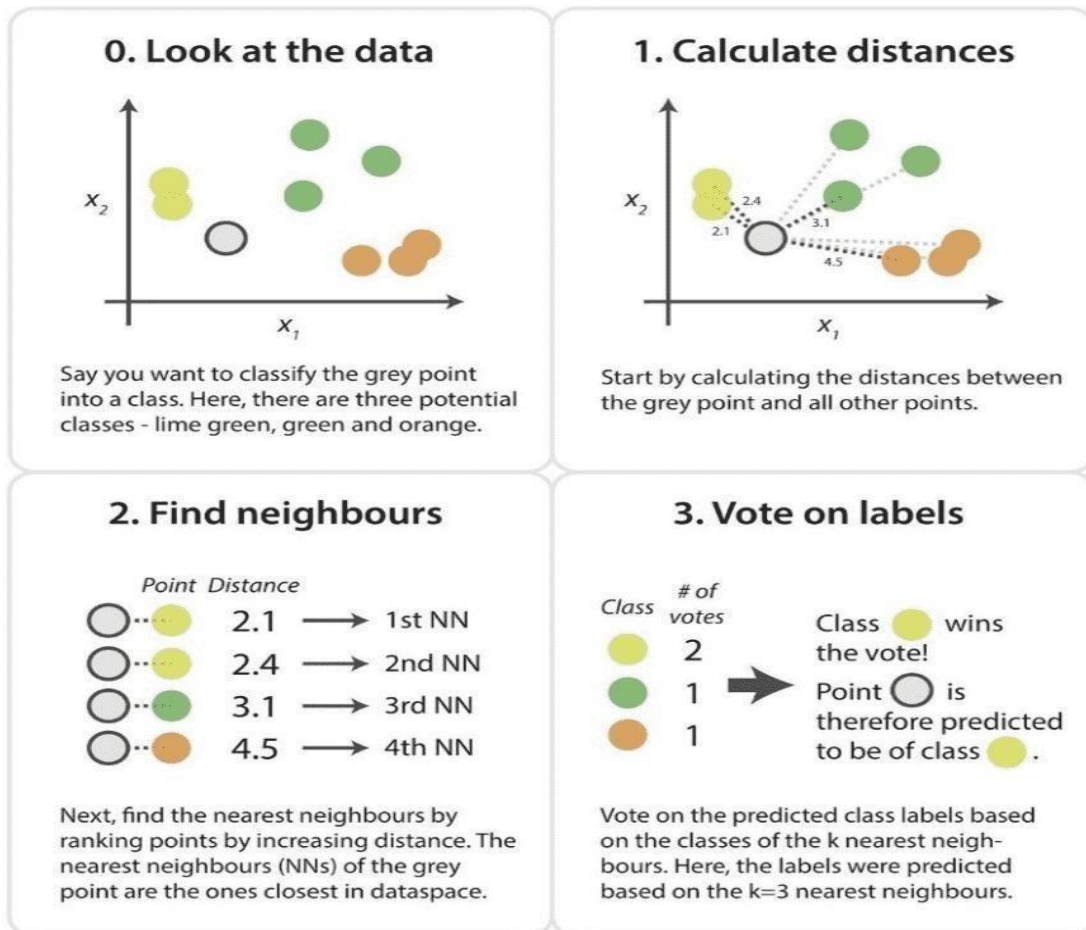 0. Look at the data
x2
x1
Say you want to classify the grey point
into a class. Here, there are three potential
classes - lime green, green and orange.
1. Calculate distances
x2
2.4
2.1
3.1
4.5
x1
Start by calculating the distances between
the grey point and all other points.
2. Find neighbours
Point Distance
2.1 1st NN
2.4 2nd NN
3.1 3rd NN
4.5 4th NN
Next, find the nearest neighbours by
ranking points by increasing distance. The
nearest neighbours (NNs) of the grey
point are the ones closest in dataspace.
3. Vote on labels
Class # of
votes
2
1
1
Class wins
the vote!
Point is
therefore predicted
to be of class .
Vote on the predicted class labels based
on the classes of the k nearest neigh-
bours. Here, the labels were predicted
based on the k=3 nearest neighbours.